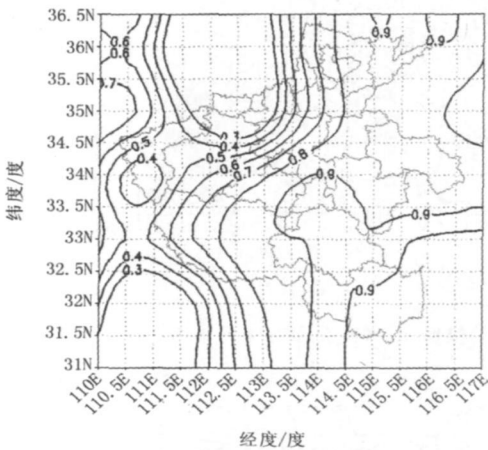 36.5N
36N
35.5N
35N
34.5N
34N
33.5N
33N
32.5N
32N
31.5N
31N
纬度/度
0.6
0.6
0.7
0.5
0.4
0.4
0.3
0.4
0.5
0.6
0.7
0.8
0.9
0.9
0.9
0.9
0.9
110E
110.5E
111E
111.5E
112E
112.5E
113E
113.5E
114E
114.5E
115E
115.5E
116E
116.5E
117E
经度/度